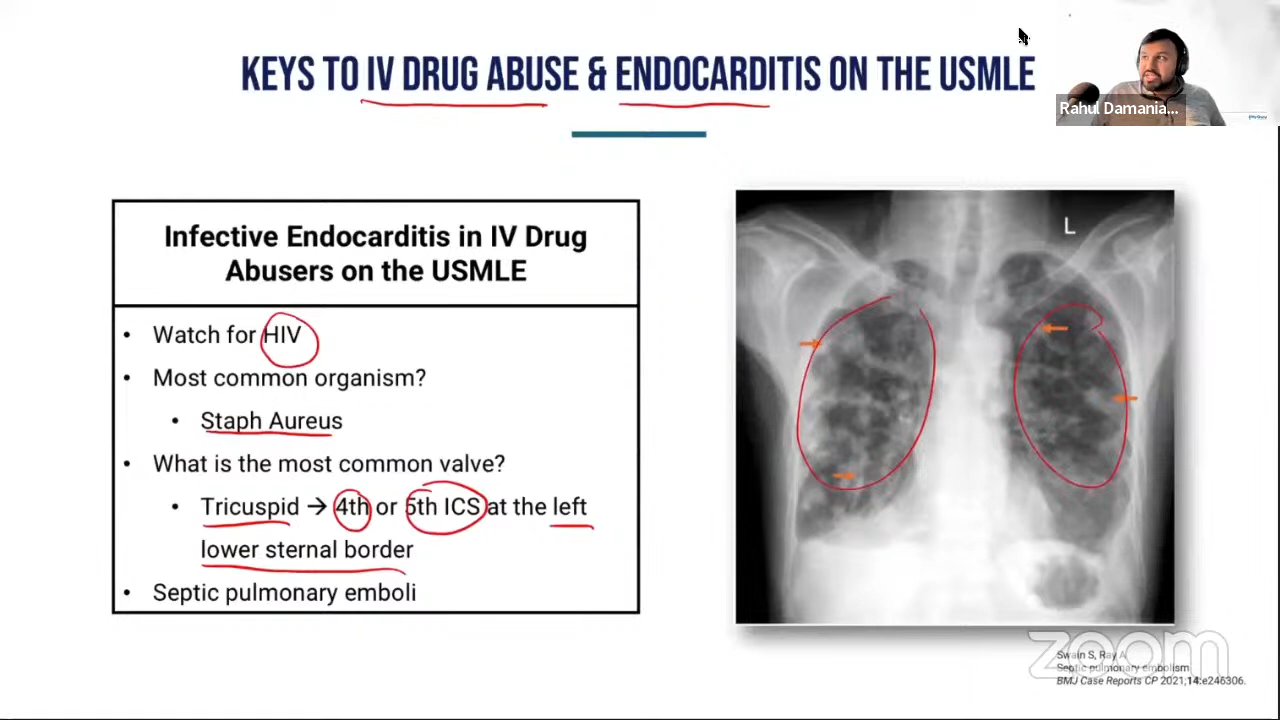 KEYS TO IV DRUG ABUSE & ENDOCARDITIS ON THE USMLE
Rahul Damania...
Infective Endocarditis in IV Drug
Abusers on the USMLE
• Watch for HIV
• Most common organism?
• Staph Aureus
• What is the most common valve?
• Tricuspid → 4th or 5th ICS at the left
lower sternal border
• Septic pulmonary emboli
L
zoom
Swain S, Ray A
Septic pulmonary embolism
BMJ Case Reports CP 2021;14:e246306.